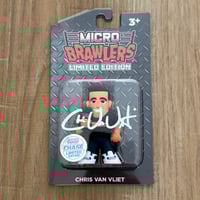 3+
MICRO
BRAWLERS
LIMITED EDITION
CHASE
CHRIS VAN VLIET